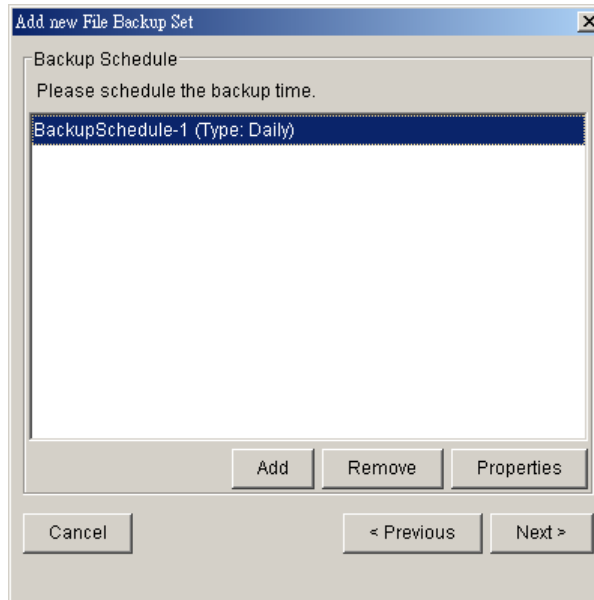 Add new File Backup Set
Backup Schedule
Please schedule the backup time.
BackupSchedule-1 (Type: Daily)
Add Remove Properties
Cancel < Previous Next >